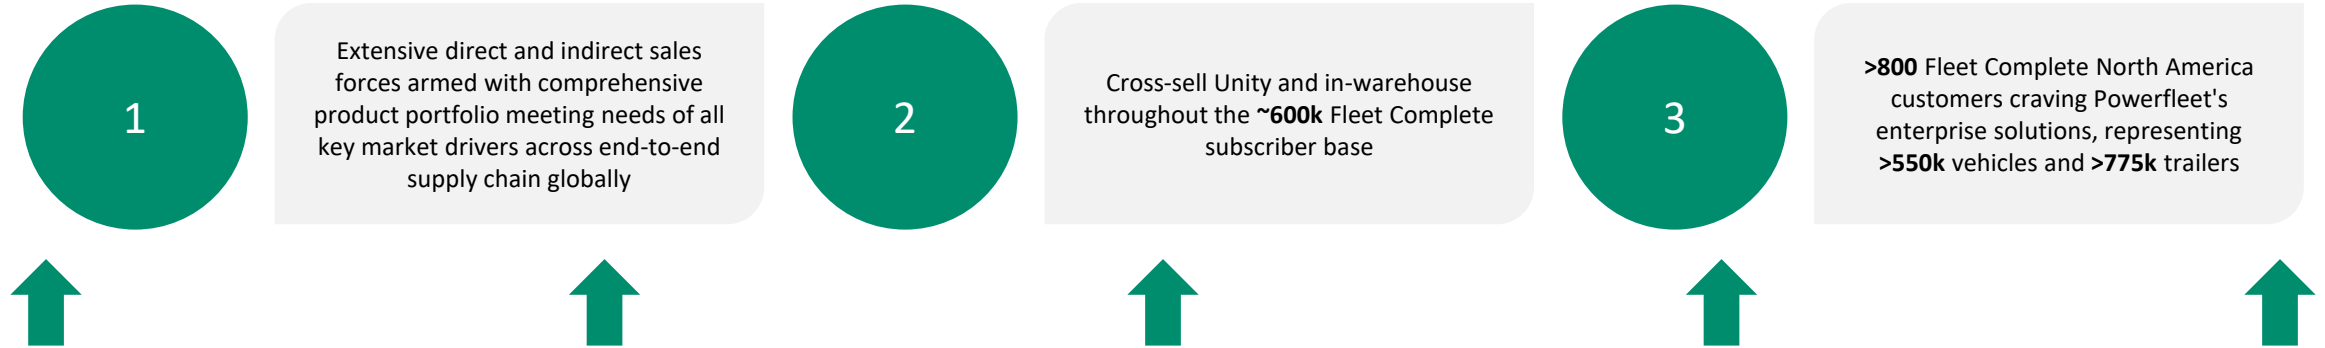 1
Extensive direct and indirect sales
forces armed with comprehensive
product portfolio meeting needs of all
key market drivers across end-to-end
supply chain globally
2
Cross-sell Unity and in-warehouse
throughout the ~600k Fleet Complete
subscriber base
3
>800 Fleet Complete North America
customers craving Powerfleet's
enterprise solutions, representing
>550k vehicles and >775k trailers